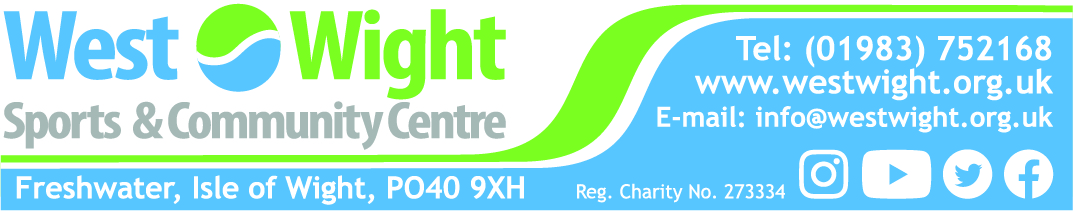 West Wight
Sports & Community Centre
Freshwater, Isle of Wight, PO40 9XH
Tel: (01983) 752168
www.westwight.org.uk
E-mail: info@westwight.org.uk
Reg. Charity No. 273334